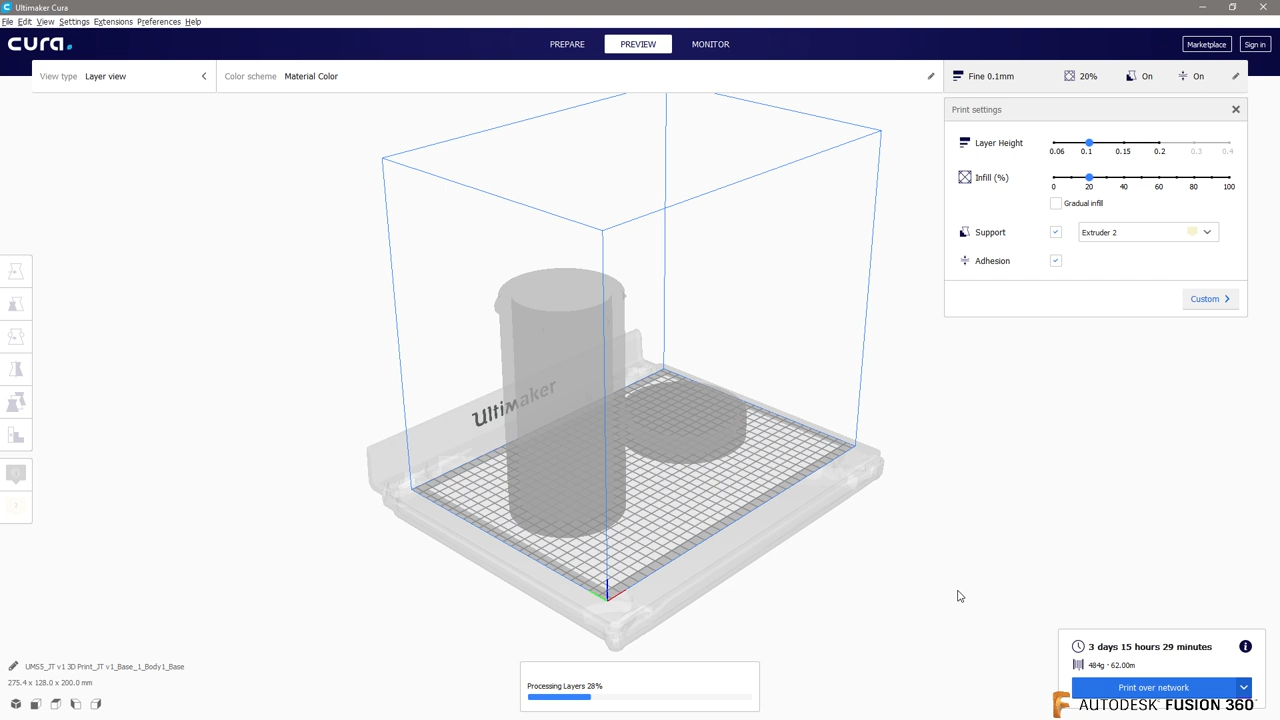 Ultimaker Cura
File Edit View Settings Extensions Preferences Help
cura.
PREPARE PREVIEW MONITOR
Marketplace Sign in
View type Layer view
Color scheme Material Color
Fine 0.1mm 20% On On
Print settings
Layer Height
0.06 0.1 0.15 0.2 0.3 0.4
Infill (%)
0 20 40 60 80 100
Gradual infill
Support
Extruder 2
Adhesion
Custom
Ultimaker
UMS5_JT v1 3D Print_JT v1_Base_1_Body1_Base
275.4 x 128.0 x 200.0 mm
Processing Layers 28%
3 days 15 hours 29 minutes
484g · 62.00m
Print over network
AUTODESK FUSION 360